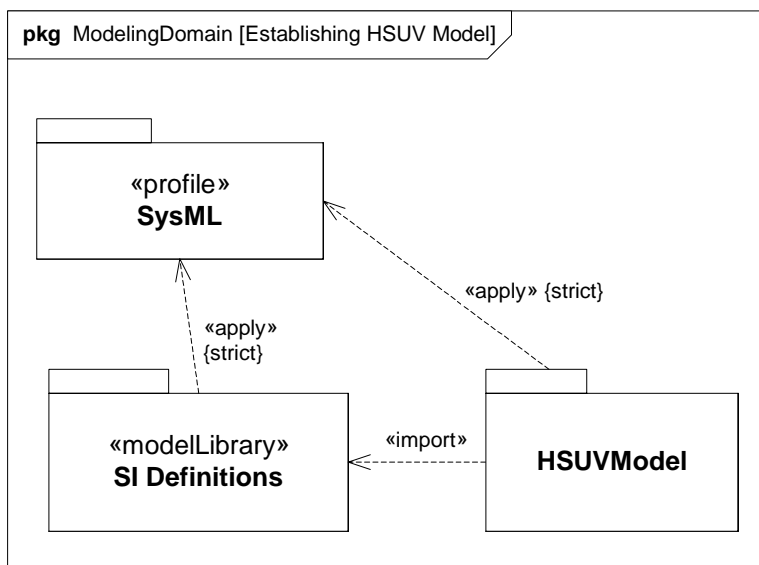 pkg ModelingDomain [Establishing HSUV Model]
«profile»
SysML
«apply» {strict}
«apply»
{strict}
«modelLibrary»
SI Definitions
«import»
HSUVModel